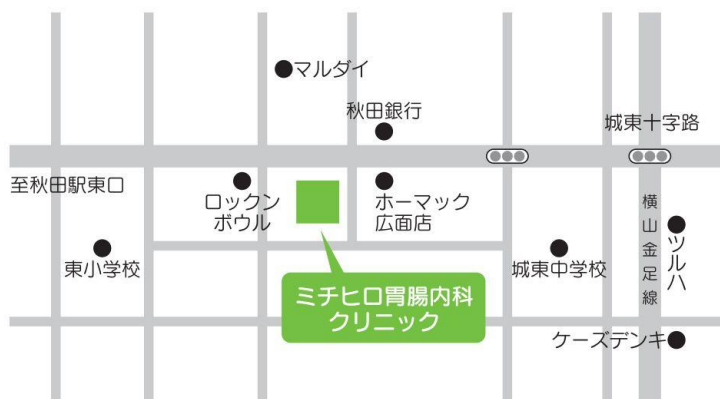 マルダイ
秋田銀行
城東十字路
至秋田駅東口
ロックン
ボウル
ホーマック
広面店
横山金足線
ツルハ
東小学校
城東中学校
ミチヒロ胃腸内科
クリニック
ケーズデンキ